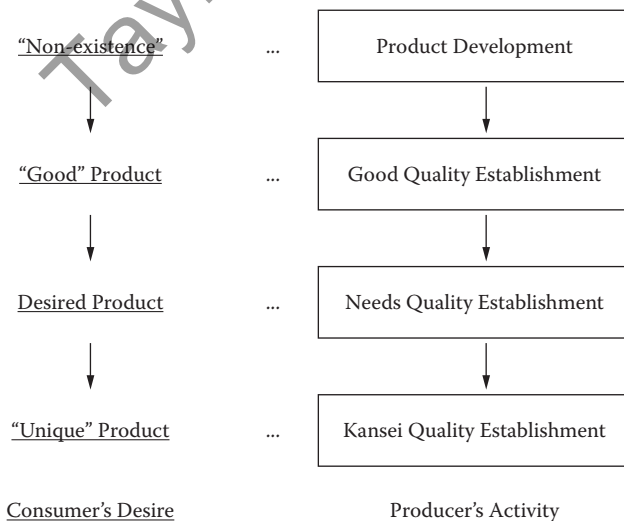 “Non-existence” ... Product Development
“Good” Product ... Good Quality Establishment
Desired Product ... Needs Quality Establishment
“Unique” Product ... Kansei Quality Establishment
Consumer’s Desire Producer’s Activity